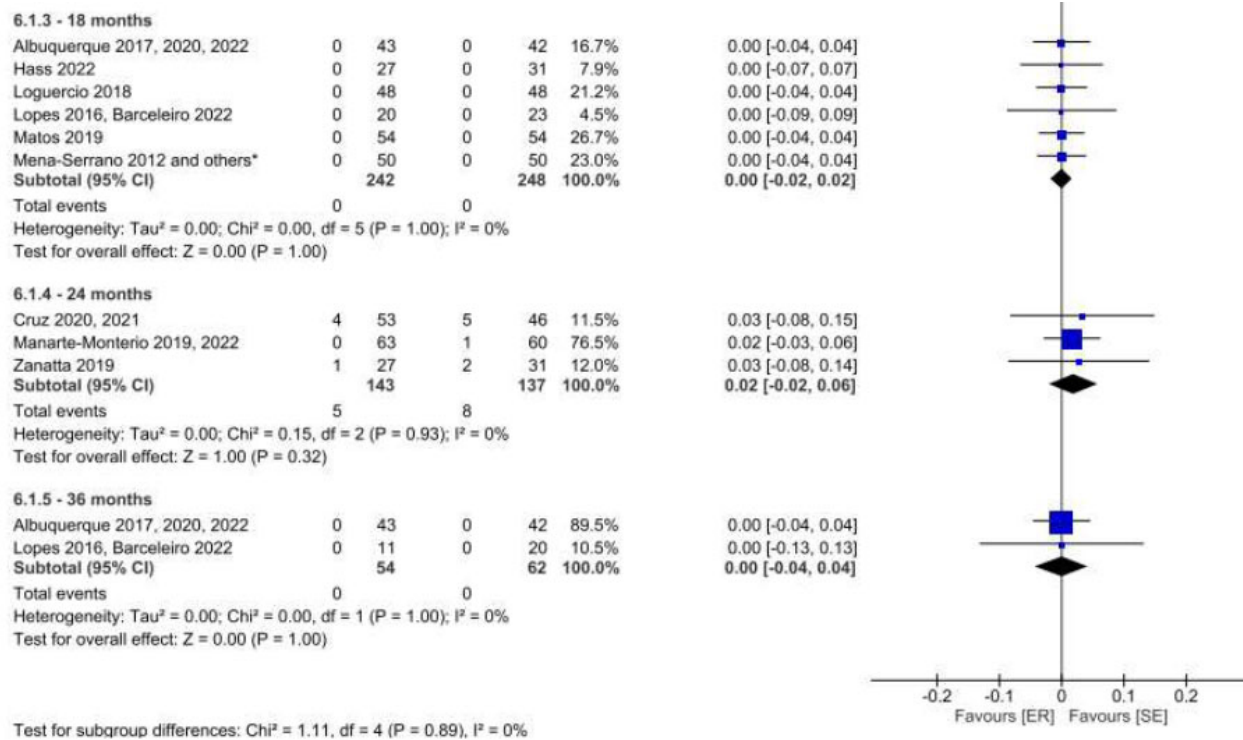 6.1.3 - 18 months
Albuquerque 2017, 2020, 2022 0 43 0 42 16.7% 0.00 [-0.04, 0.04]
Hass 2022 0 27 0 31 7.9% 0.00 [-0.07, 0.07]
Loguercio 2018 0 48 0 48 21.2% 0.00 [-0.04, 0.04]
Lopes 2016, Barceleiro 2022 0 20 0 23 4.5% 0.00 [-0.09, 0.09]
Matos 2019 0 54 0 54 26.7% 0.00 [-0.04, 0.04]
Mena-Serrano 2012 and others* 0 50 0 50 23.0% 0.00 [-0.04, 0.04]
Subtotal (95% CI) 242 248 100.0% 0.00 [-0.02, 0.02]
Total events 0 0
Heterogeneity: Tau² = 0.00; Chi² = 0.00, df = 5 (P = 1.00); I² = 0%
Test for overall effect: Z = 0.00 (P = 1.00)
6.1.4 - 24 months
Cruz 2020, 2021 4 53 5 46 11.5% 0.03 [-0.08, 0.15]
Manarte-Monterio 2019, 2022 0 63 1 60 76.5% 0.02 [-0.03, 0.06]
Zanatta 2019 1 27 2 31 12.0% 0.03 [-0.08, 0.14]
Subtotal (95% CI) 143 137 100.0% 0.02 [-0.02, 0.06]
Total events 5 8
Heterogeneity: Tau² = 0.00; Chi² = 0.15, df = 2 (P = 0.93); I² = 0%
Test for overall effect: Z = 1.00 (P = 0.32)
6.1.5 - 36 months
Albuquerque 2017, 2020, 2022 0 43 0 42 89.5% 0.00 [-0.04, 0.04]
Lopes 2016, Barceleiro 2022 0 11 0 20 10.5% 0.00 [-0.13, 0.13]
Subtotal (95% CI) 54 62 100.0% 0.00 [-0.04, 0.04]
Total events 0 0
Heterogeneity: Tau² = 0.00; Chi² = 0.00, df = 1 (P = 1.00); I² = 0%
Test for overall effect: Z = 0.00 (P = 1.00)
-0.2 -0.1 0 0.1 0.2
Favours [ER] Favours [SE]
Test for subgroup differences: Chi² = 1.11, df = 4 (P = 0.89), I² = 0%